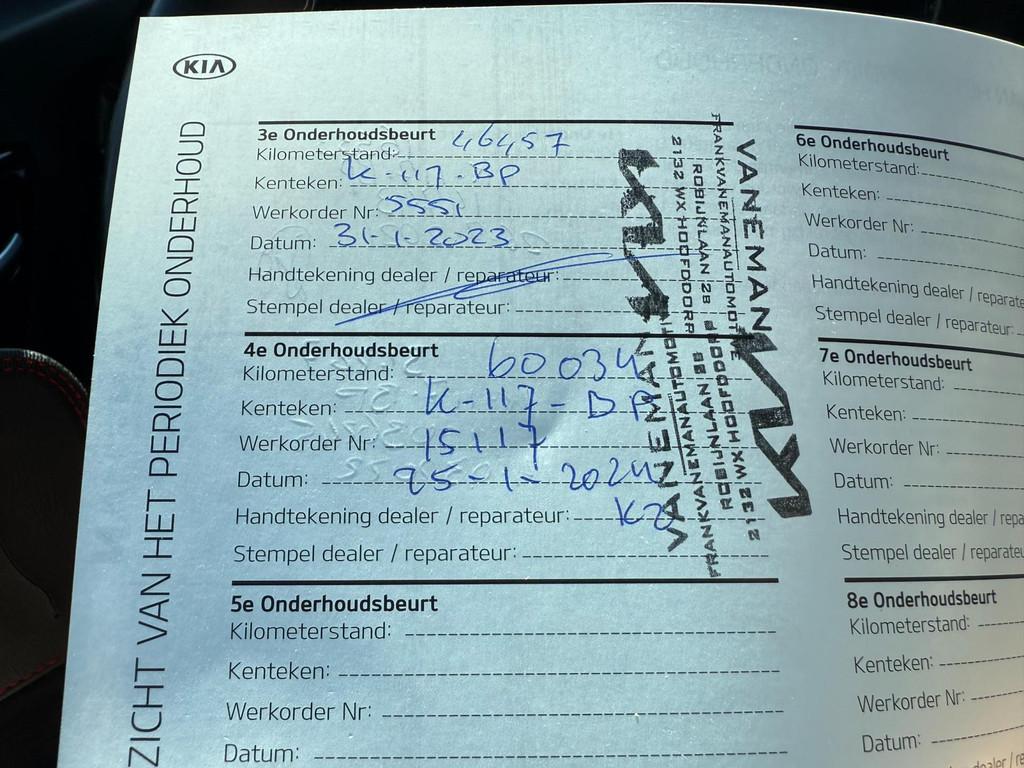 KIA
ZICHT VAN HET PERIODIEK ONDERHOUD
3e Onderhoudsbeurt
Kilometerstand: 46457
Kenteken: K-117-BP
Werkorder Nr: 5551
Datum: 31-1-2023
Handtekening dealer / reparateur:
Stempel dealer / reparateur:
KIA
VANEMAN
FRANKVANEMANAUTOMOTIVE
ROBIJNLAAN 28
2132 WX HOOFDDORP
4e Onderhoudsbeurt
Kilometerstand: 60034
Kenteken: K-117-BP
Werkorder Nr: 15117
Datum: 25-1-2024
Handtekening dealer / reparateur:
Stempel dealer / reparateur:
KIA
VANEMAN
FRANKVANEMANAUTOMOTIVE
ROBIJNLAAN 28
2132 WX HOOFDDORP
5e Onderhoudsbeurt
Kilometerstand:
Kenteken:
Werkorder Nr:
Datum:
6e Onderhoudsbeurt
Kilometerstand:
Kenteken:
Werkorder Nr:
Datum:
Handtekening dealer / reparate
Stempel dealer / reparateur:
7e Onderhoudsbeurt
Kilometerstand:
Kenteken:
Werkorder Nr:
Datum:
Handtekening dealer / repa
Stempel dealer / reparateu
8e Onderhoudsbeurt
Kilometerstand:
Kenteken:
Werkorder Nr:
Datum: